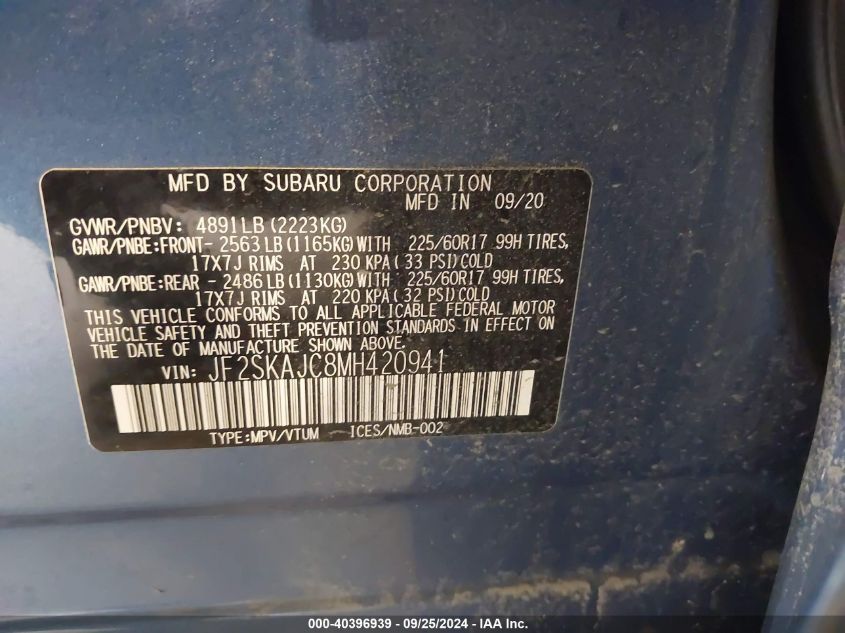 MFD BY SUBARU CORPORATION
MFD IN 09/20
GVWR/PNBV: 4891LB(2223KG)
GAWR/PNBE:FRONT- 2563LB(1165KG)WITH 225/60R17 99H TIRES,
17X7J RIMS AT 230 KPA( 33 PSI)COLD
GAWR/PNBE:REAR - 2486LB(1130KG)WITH 225/60R17 99H TIRES,
17X7J RIMS AT 220 KPA( 32 PSI)COLD
THIS VEHICLE CONFORMS TO ALL APPLICABLE FEDERAL MOTOR
VEHICLE SAFETY AND THEFT PREVENTION STANDARDS IN EFFECT ON
THE DATE OF MANUFACTURE SHOWN ABOVE.
VIN: JF2SKAJC8MH420941
TYPE:MPV/VTUM ICES/NMB-002
000-40396939 - 09/25/2024 - IAA Inc.